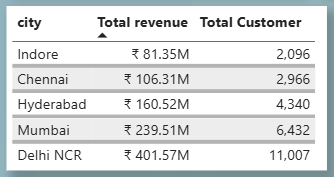 city Total revenue Total Customer
Indore ₹ 81.35M 2,096
Chennai ₹ 106.31M 2,966
Hyderabad ₹ 160.52M 4,340
Mumbai ₹ 239.51M 6,432
Delhi NCR ₹ 401.57M 11,007